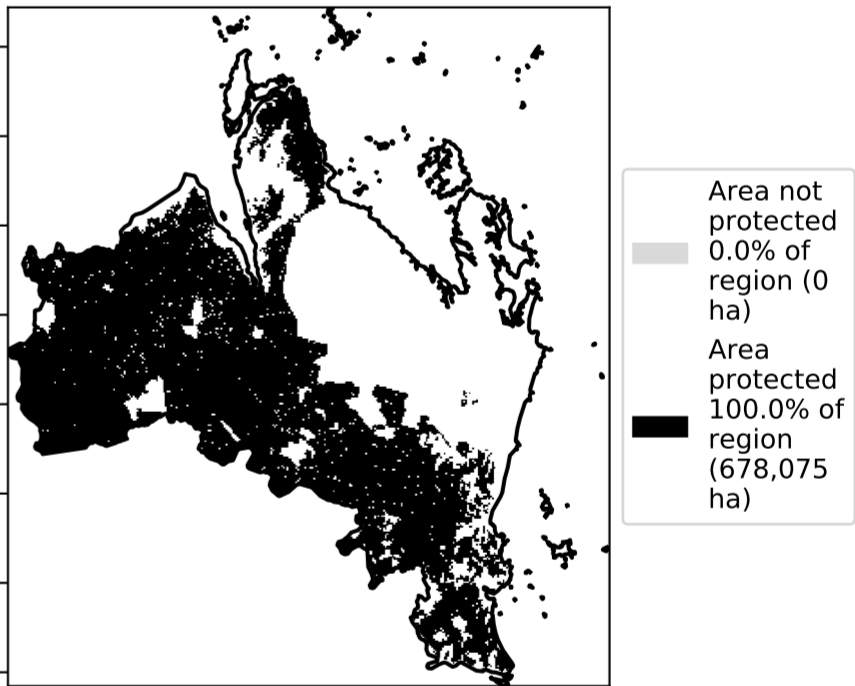 Area not
protected
0.0% of
region (0
ha)
Area
protected
100.0% of
region
(678,075
ha)